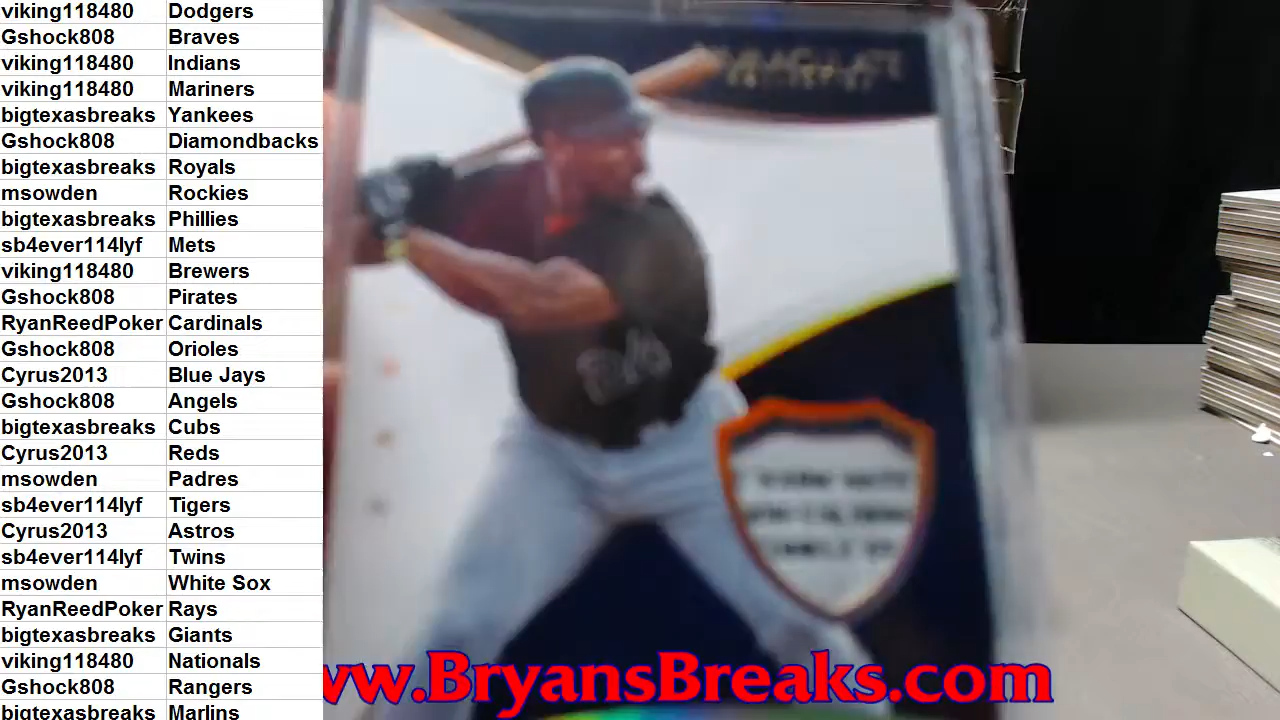 viking118480 Dodgers
Gshock808 Braves
viking118480 Indians
viking118480 Mariners
bigtexasbreaks Yankees
Gshock808 Diamondbacks
bigtexasbreaks Royals
msowden Rockies
bigtexasbreaks Phillies
sb4ever114lyf Mets
viking118480 Brewers
Gshock808 Pirates
RyanReedPoker Cardinals
Gshock808 Orioles
Cyrus2013 Blue Jays
Gshock808 Angels
bigtexasbreaks Cubs
Cyrus2013 Reds
msowden Padres
sb4ever114lyf Tigers
Cyrus2013 Astros
sb4ever114lyf Twins
msowden White Sox
RyanReedPoker Rays
bigtexasbreaks Giants
viking118480 Nationals
Gshock808 Rangers
bigtexasbreaks Marlins
IMMACULATE
COLLECTION
ww.BryansBreaks.com